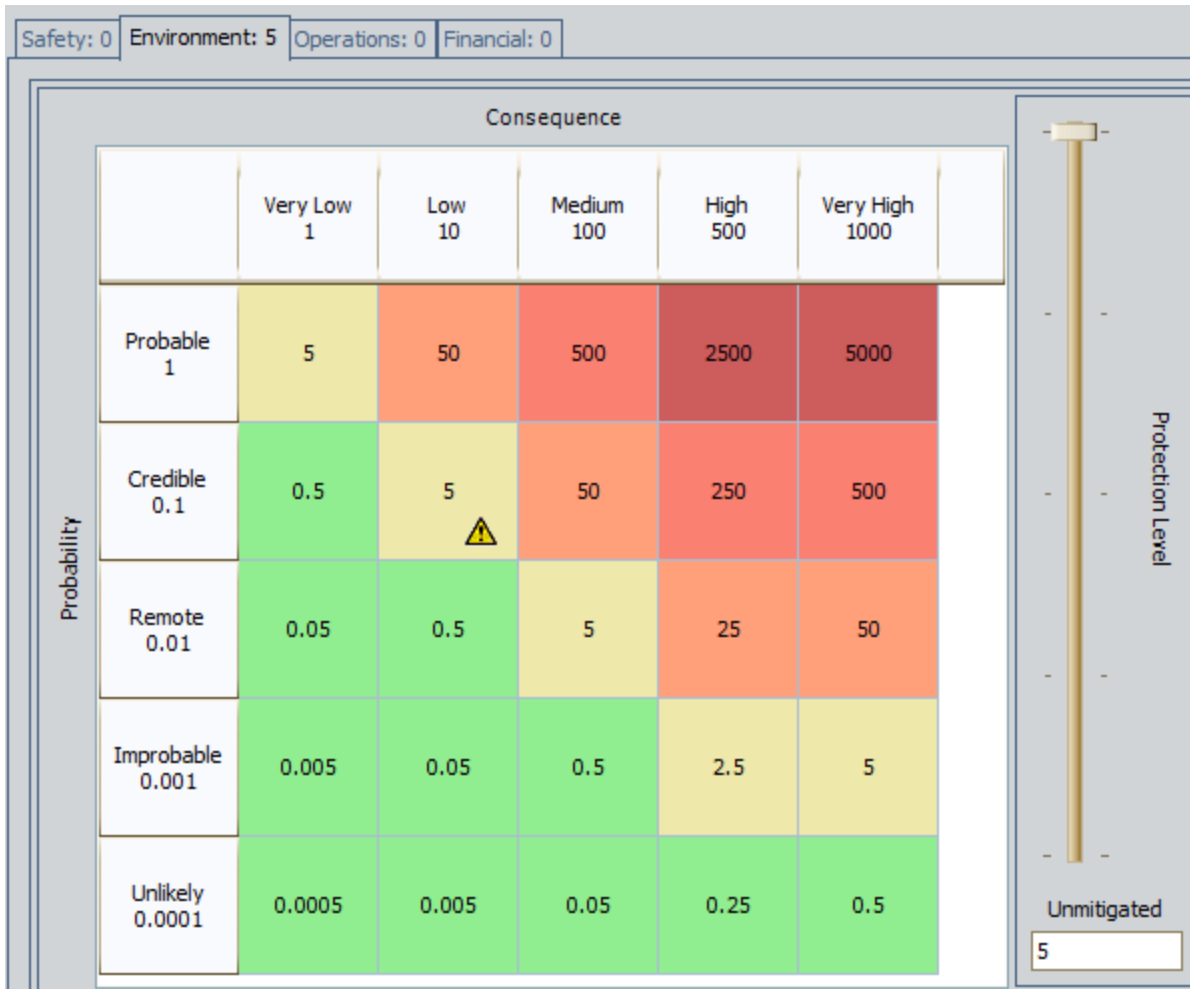 Safety: 0 Environment: 5 Operations: 0 Financial: 0
Consequence
Very Low Low Medium High Very High
1 10 100 500 1000
Probable
1
5 50 500 2500 5000
Credible
0.1
0.5 5 50 250 500
Remote
0.01
0.05 0.5 5 25 50
Improbable
0.001
0.005 0.05 0.5 2.5 5
Unlikely
0.0001
0.0005 0.005 0.05 0.25 0.5
Probability
Protection Level
Unmitigated
5